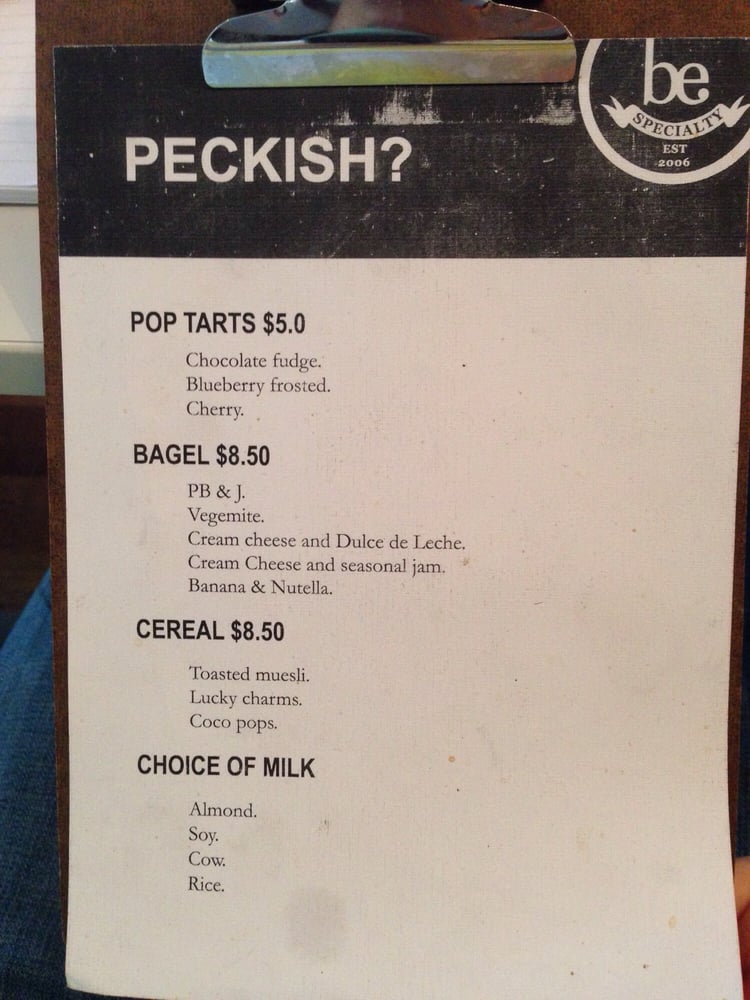 be
SPECIALTY
EST
2006
PECKISH?
POP TARTS $5.0
Chocolate fudge.
Blueberry frosted.
Cherry.
BAGEL $8.50
PB & J.
Vegemite.
Cream cheese and Dulce de Leche.
Cream Cheese and seasonal jam.
Banana & Nutella.
CEREAL $8.50
Toasted muesli.
Lucky charms.
Coco pops.
CHOICE OF MILK
Almond.
Soy.
Cow.
Rice.